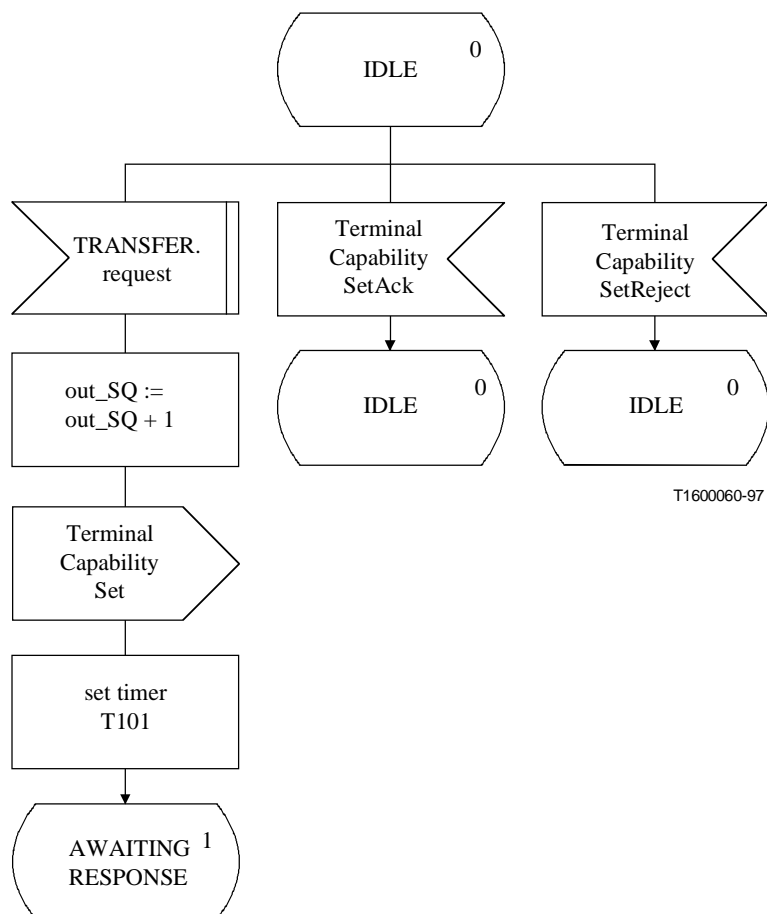 0
IDLE
TRANSFER.
request
Terminal
Capability
SetAck
Terminal
Capability
SetReject
out_SQ :=
out_SQ + 1
0
IDLE
0
IDLE
T1600060-97
Terminal
Capability
Set
set timer
T101
AWAITING 1
RESPONSE